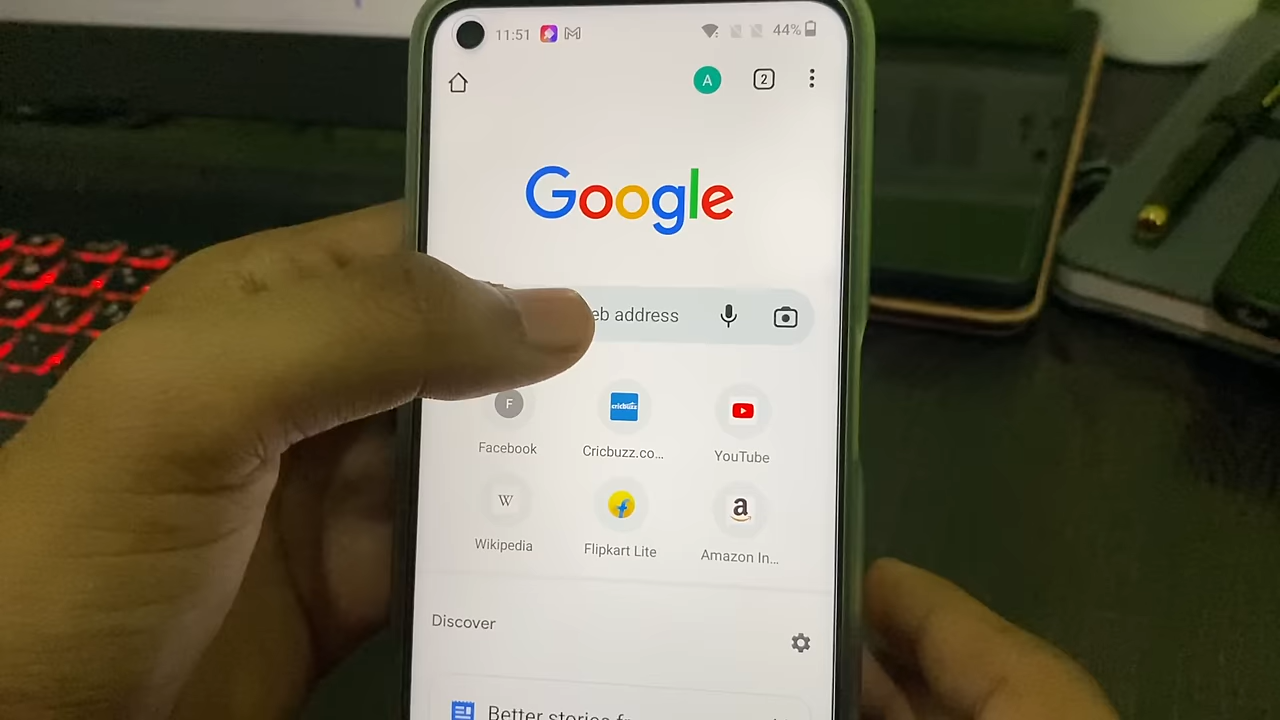 11:51 44%
A 2
Google
eb address
F cricbuzz
Facebook Cricbuzz.co... YouTube
W f a
Wikipedia Flipkart Lite Amazon In...
Discover
Better stories f